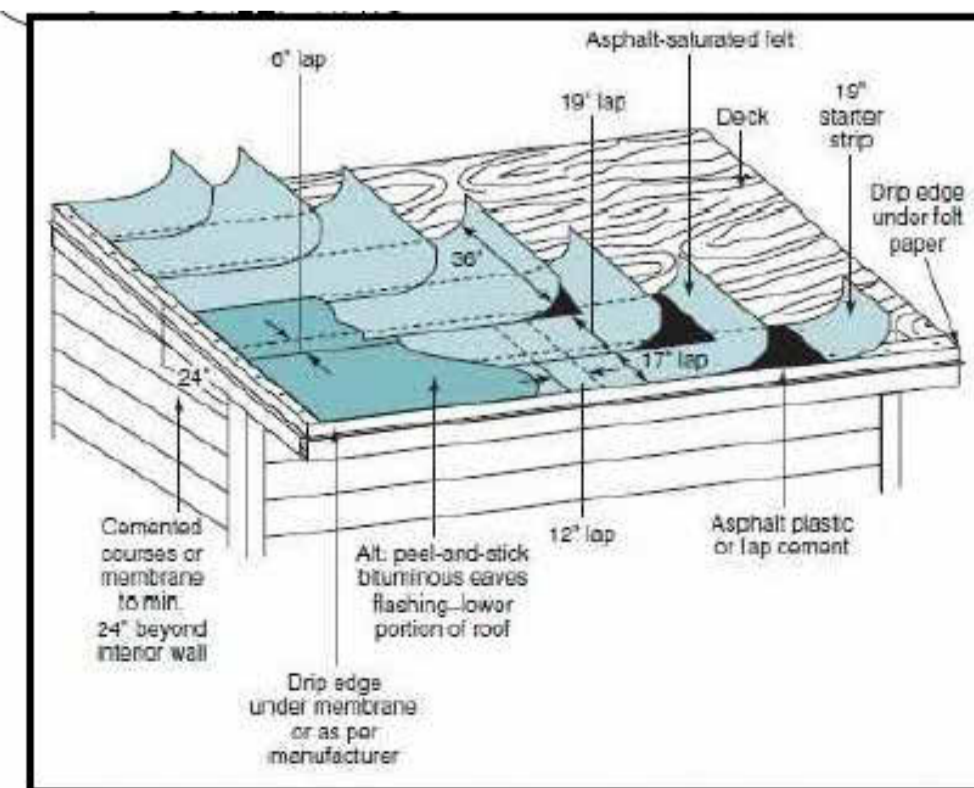 Asphalt-saturated felt
6" lap
19" lap
19"
starter
strip
Deck
Drip edge
under felt
paper
36"
17" lap
24"
12" lap
Asphalt plastic
or lap cement
Cemented
courses or
membrane
to min.
24" beyond
interior wall
Alt: peel-and-stick
bituminous eaves
flashing–lower
portion of roof
Drip edge
under membrane
or as per
manufacturer